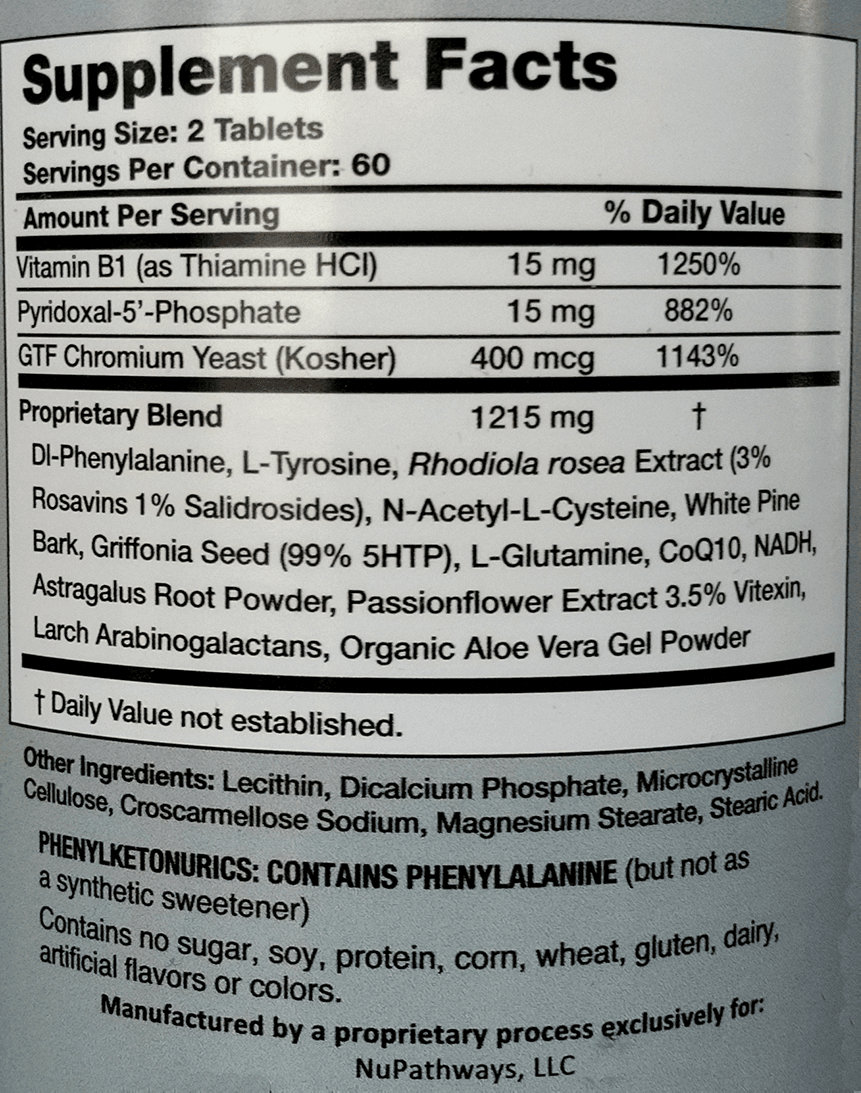 Supplement Facts
Serving Size: 2 Tablets
Servings Per Container: 60
Amount Per Serving % Daily Value
Vitamin B1 (as Thiamine HCl) 15 mg 1250%
Pyridoxal-5'-Phosphate 15 mg 882%
GTF Chromium Yeast (Kosher) 400 mcg 1143%
Proprietary Blend 1215 mg †
Dl-Phenylalanine, L-Tyrosine, Rhodiola rosea Extract (3%
Rosavins 1% Salidrosides), N-Acetyl-L-Cysteine, White Pine
Bark, Griffonia Seed (99% 5HTP), L-Glutamine, CoQ10, NADH,
Astragalus Root Powder, Passionflower Extract 3.5% Vitexin,
Larch Arabinogalactans, Organic Aloe Vera Gel Powder
† Daily Value not established.
Other Ingredients: Lecithin, Dicalcium Phosphate, Microcrystalline
Cellulose, Croscarmellose Sodium, Magnesium Stearate, Stearic Acid.
PHENYLKETONURICS: CONTAINS PHENYLALANINE (but not as
a synthetic sweetener)
Contains no sugar, soy, protein, corn, wheat, gluten, dairy,
artificial flavors or colors.
Manufactured by a proprietary process exclusively for:
NuPathways, LLC